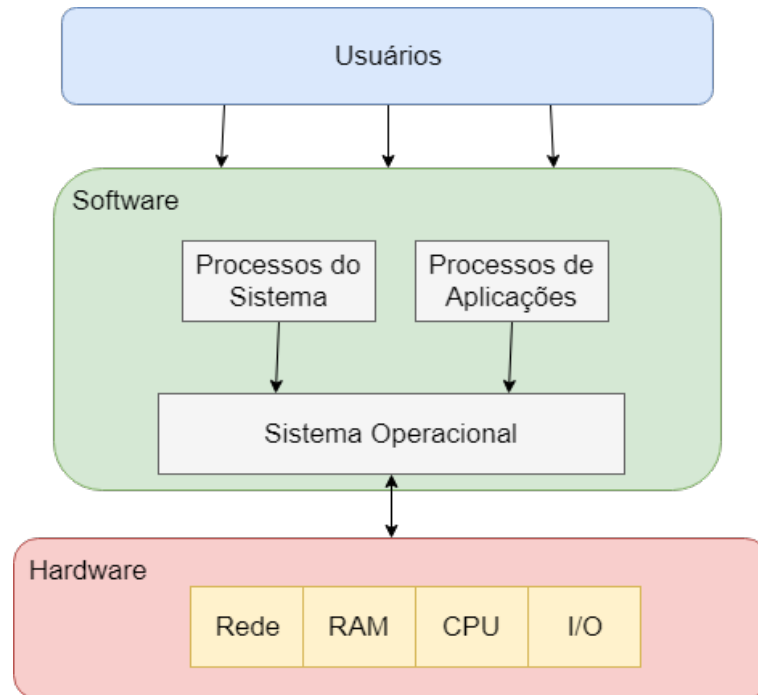 Usuários
Software
Processos do
Sistema
Processos de
Aplicações
Sistema Operacional
Hardware
Rede
RAM
CPU
I/O